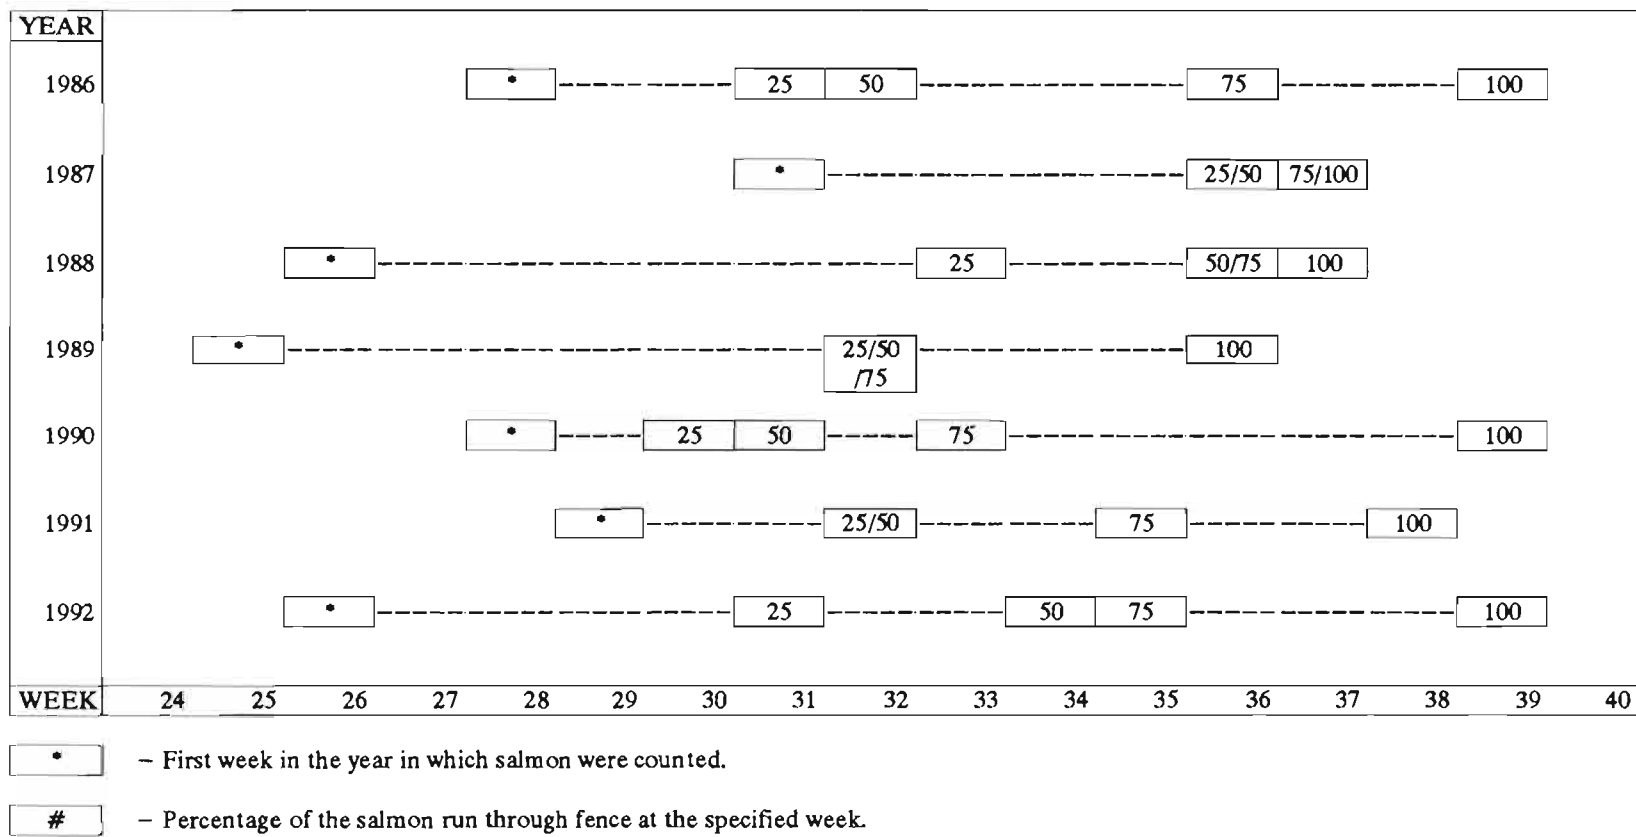 YEAR
1986 * 25 50 75 100
1987 * 25/50 75/100
1988 * 25 50/75 100
1989 * 25/50 100
/75
1990 * 25 50 75 100
1991 * 25/50 75 100
1992 * 25 50 75 100
WEEK 24 25 26 27 28 29 30 31 32 33 34 35 36 37 38 39 40
* – First week in the year in which salmon were counted.
# – Percentage of the salmon run through fence at the specified week.